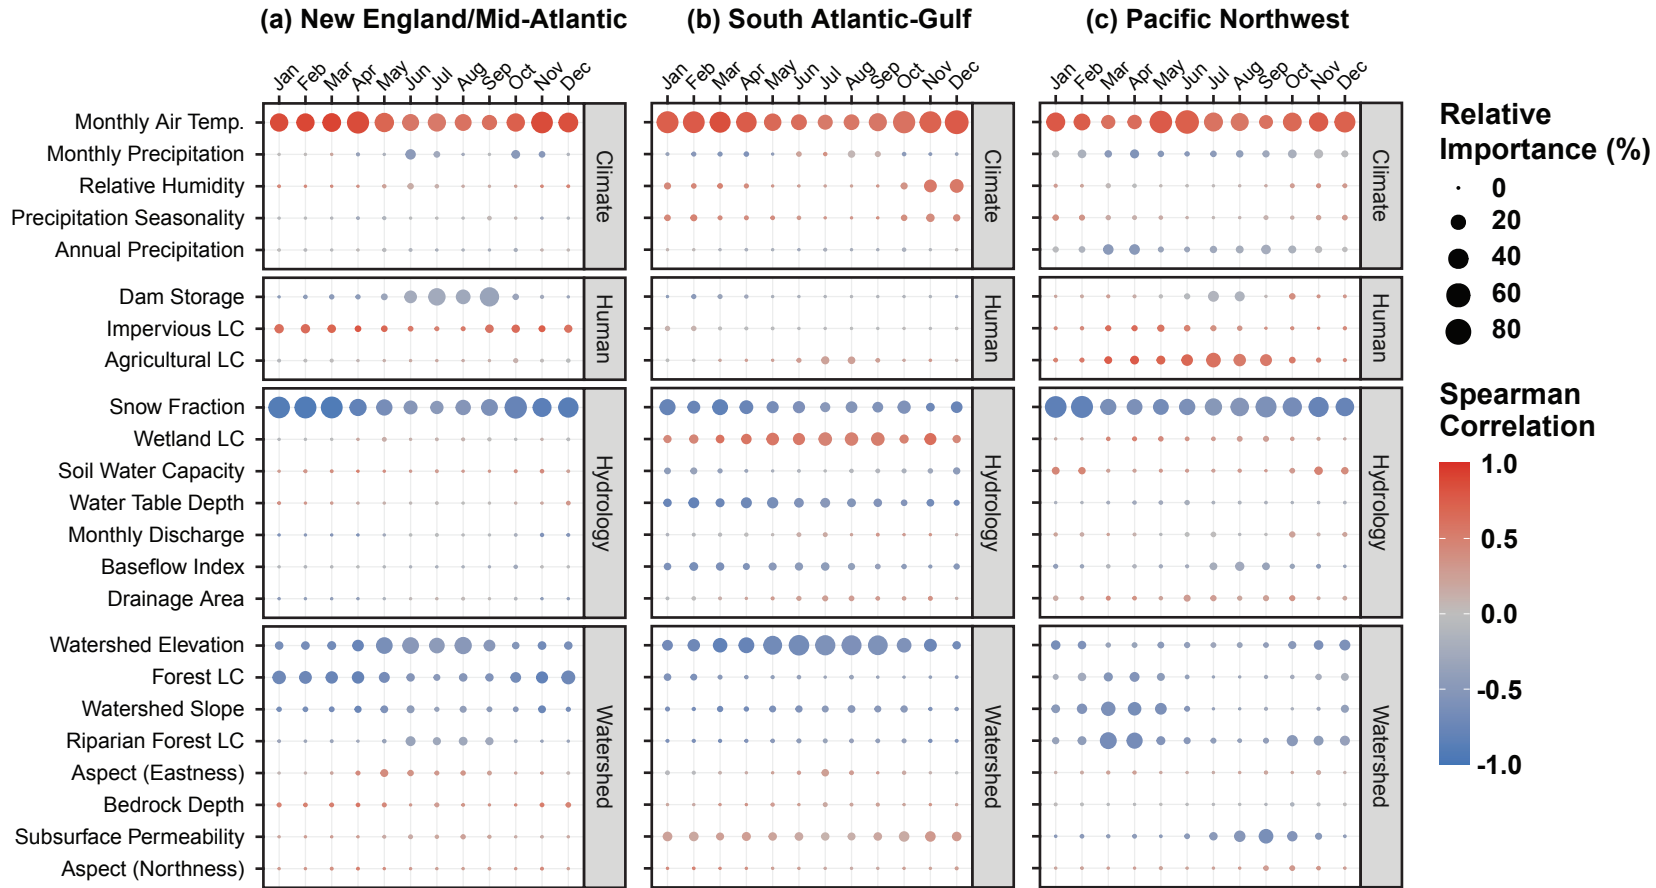 (a) New England/Mid-Atlantic
(b) South Atlantic-Gulf
(c) Pacific Northwest
Jan Feb Mar Apr May Jun Jul Aug Sep Oct Nov Dec
Jan Feb Mar Apr May Jun Jul Aug Sep Oct Nov Dec
Jan Feb Mar Apr May Jun Jul Aug Sep Oct Nov Dec
Monthly Air Temp.
Monthly Precipitation
Relative Humidity
Precipitation Seasonality
Annual Precipitation
Climate
Climate
Climate
Dam Storage
Impervious LC
Agricultural LC
Human
Human
Human
Snow Fraction
Wetland LC
Soil Water Capacity
Water Table Depth
Monthly Discharge
Baseflow Index
Drainage Area
Hydrology
Hydrology
Hydrology
Watershed Elevation
Forest LC
Watershed Slope
Riparian Forest LC
Aspect (Eastness)
Bedrock Depth
Subsurface Permeability
Aspect (Northness)
Watershed
Watershed
Watershed
Relative
Importance (%)
0
20
40
60
80
Spearman
Correlation
1.0
0.5
0.0
-0.5
-1.0